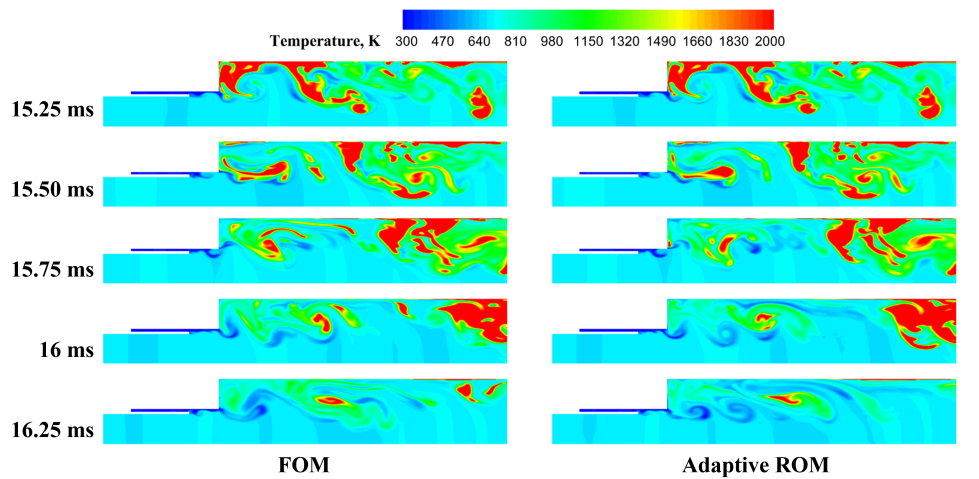 Temperature, K 300 470 640 810 980 1150 1320 1490 1660 1830 2000
15.25 ms
15.50 ms
15.75 ms
16 ms
16.25 ms
FOM Adaptive ROM